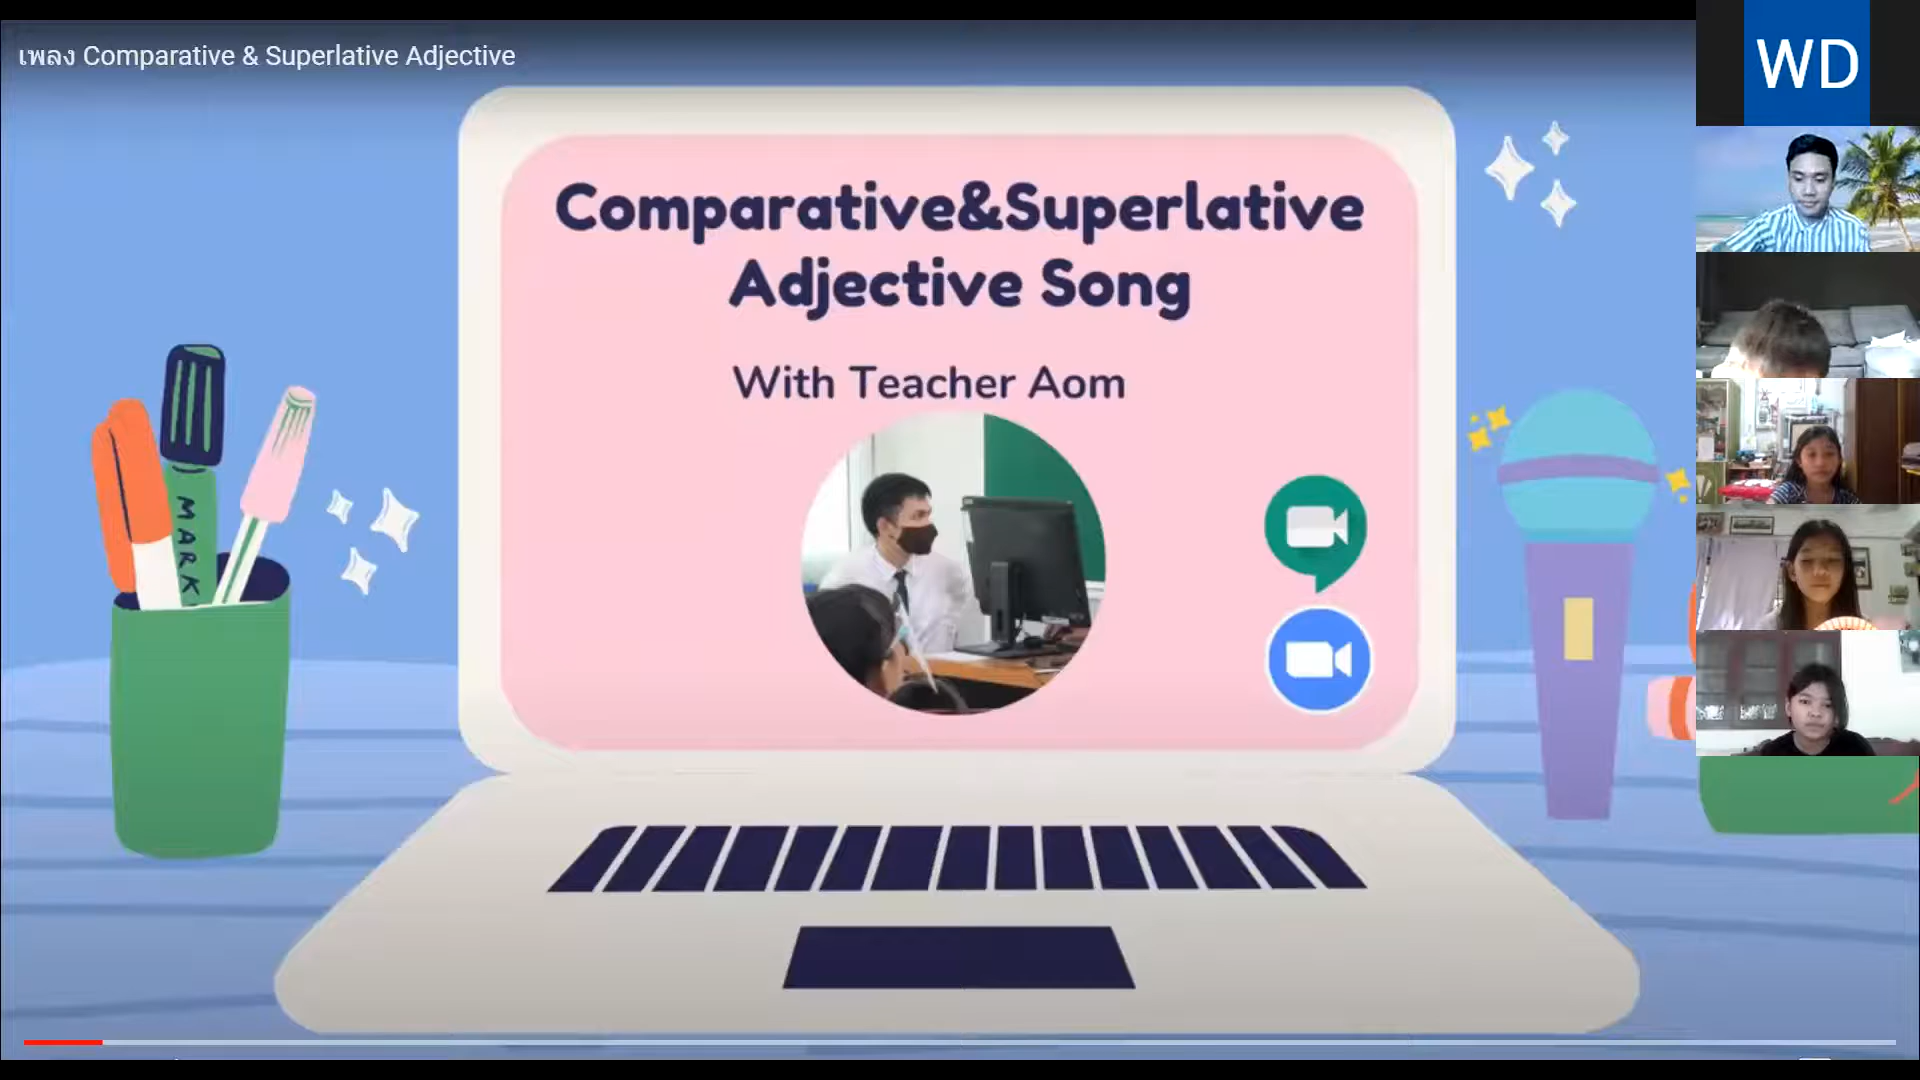 เพลง Comparative & Superlative Adjective
WD
Comparative&Superlative
Adjective Song
With Teacher Aom
MARK